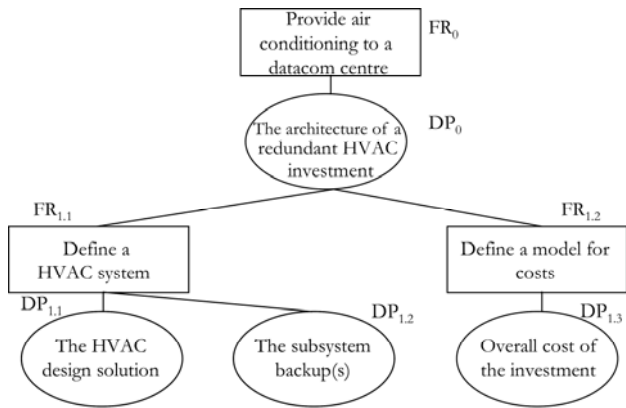 Provide air
conditioning to a
datacom centre
FR0
The architecture of a
redundant HVAC
investment
DP0
FR1.1
FR1.2
Define a
HVAC system
Define a model for
costs
DP1.1
DP1.2
DP1.3
The HVAC
design solution
The subsystem
backup(s)
Overall cost of
the investment